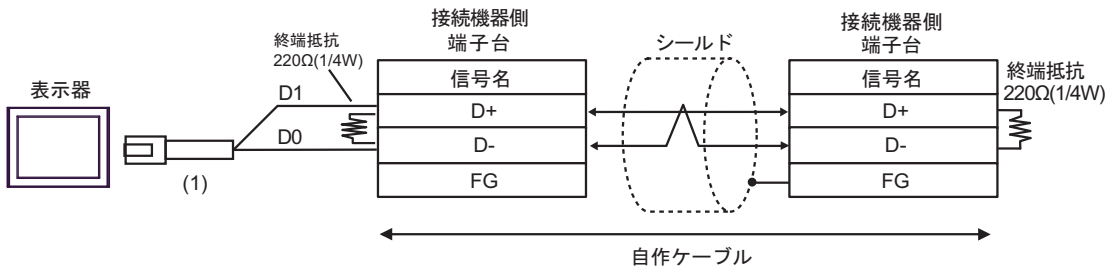 表示器
(1)
D1
D0
終端抵抗
220Ω(1/4W)
接続機器側
端子台
信号名
D+
D-
FG
シールド
接続機器側
端子台
信号名
D+
D-
FG
終端抵抗
220Ω(1/4W)
自作ケーブル